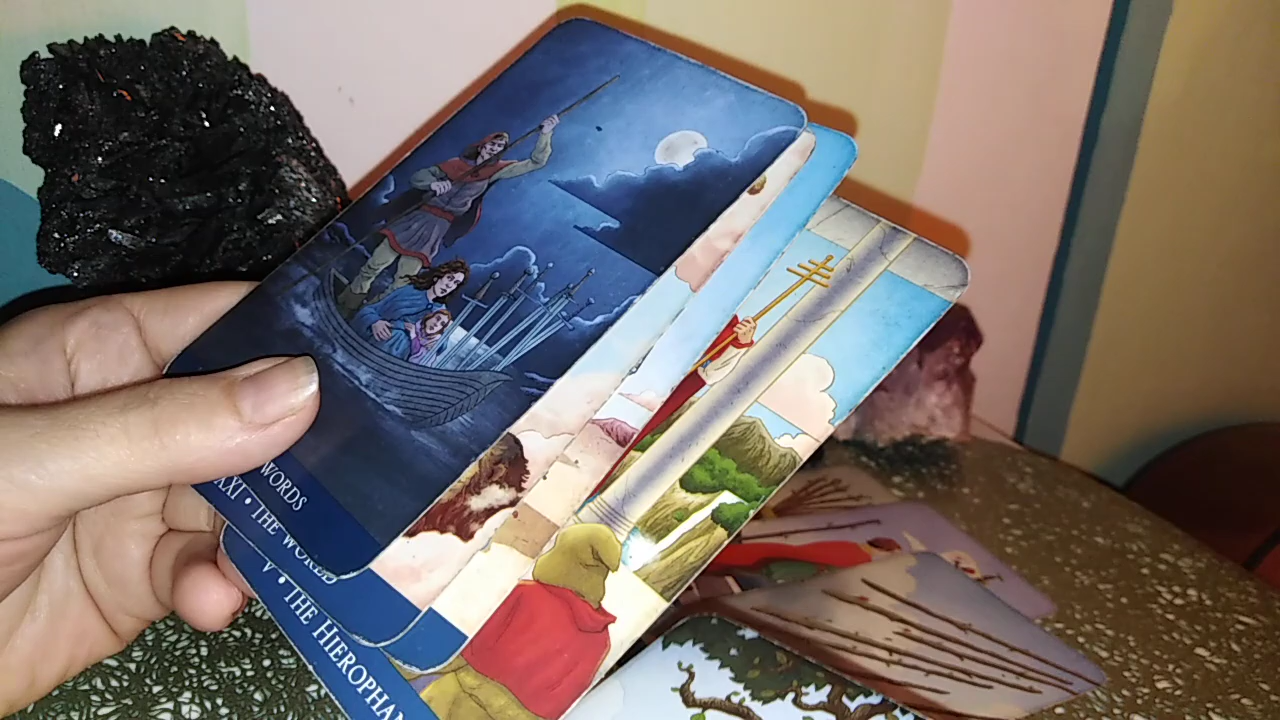 WORDS
XXI • THE WORLD
V • THE HIEROPHAN